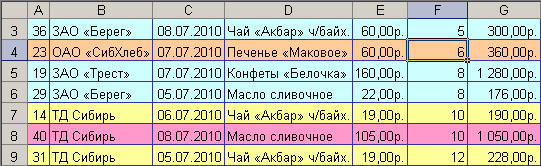 A B C D E F G
3 36 ЗАО «Берег» 08.07.2010 Чай «Акбар» ч/байх. 60,00р. 5 300,00р.
4 23 ОАО «СибХлеб» 07.07.2010 Печенье «Маковое» 60,00р. 6 360,00р.
5 19 ЗАО «Трест» 07.07.2010 Конфеты «Белочка» 160,00р. 8 1 280,00р.
6 29 ЗАО «Берег» 05.07.2010 Масло сливочное 22,00р. 8 176,00р.
7 14 ТД Сибирь 06.07.2010 Чай «Акбар» ч/байх. 19,00р. 10 190,00р.
8 40 ТД Сибирь 08.07.2010 Масло сливочное 105,00р. 10 1 050,00р.
9 31 ТД Сибирь 05.07.2010 Чай «Акбар» ч/байх. 19,00р. 12 228,00р.